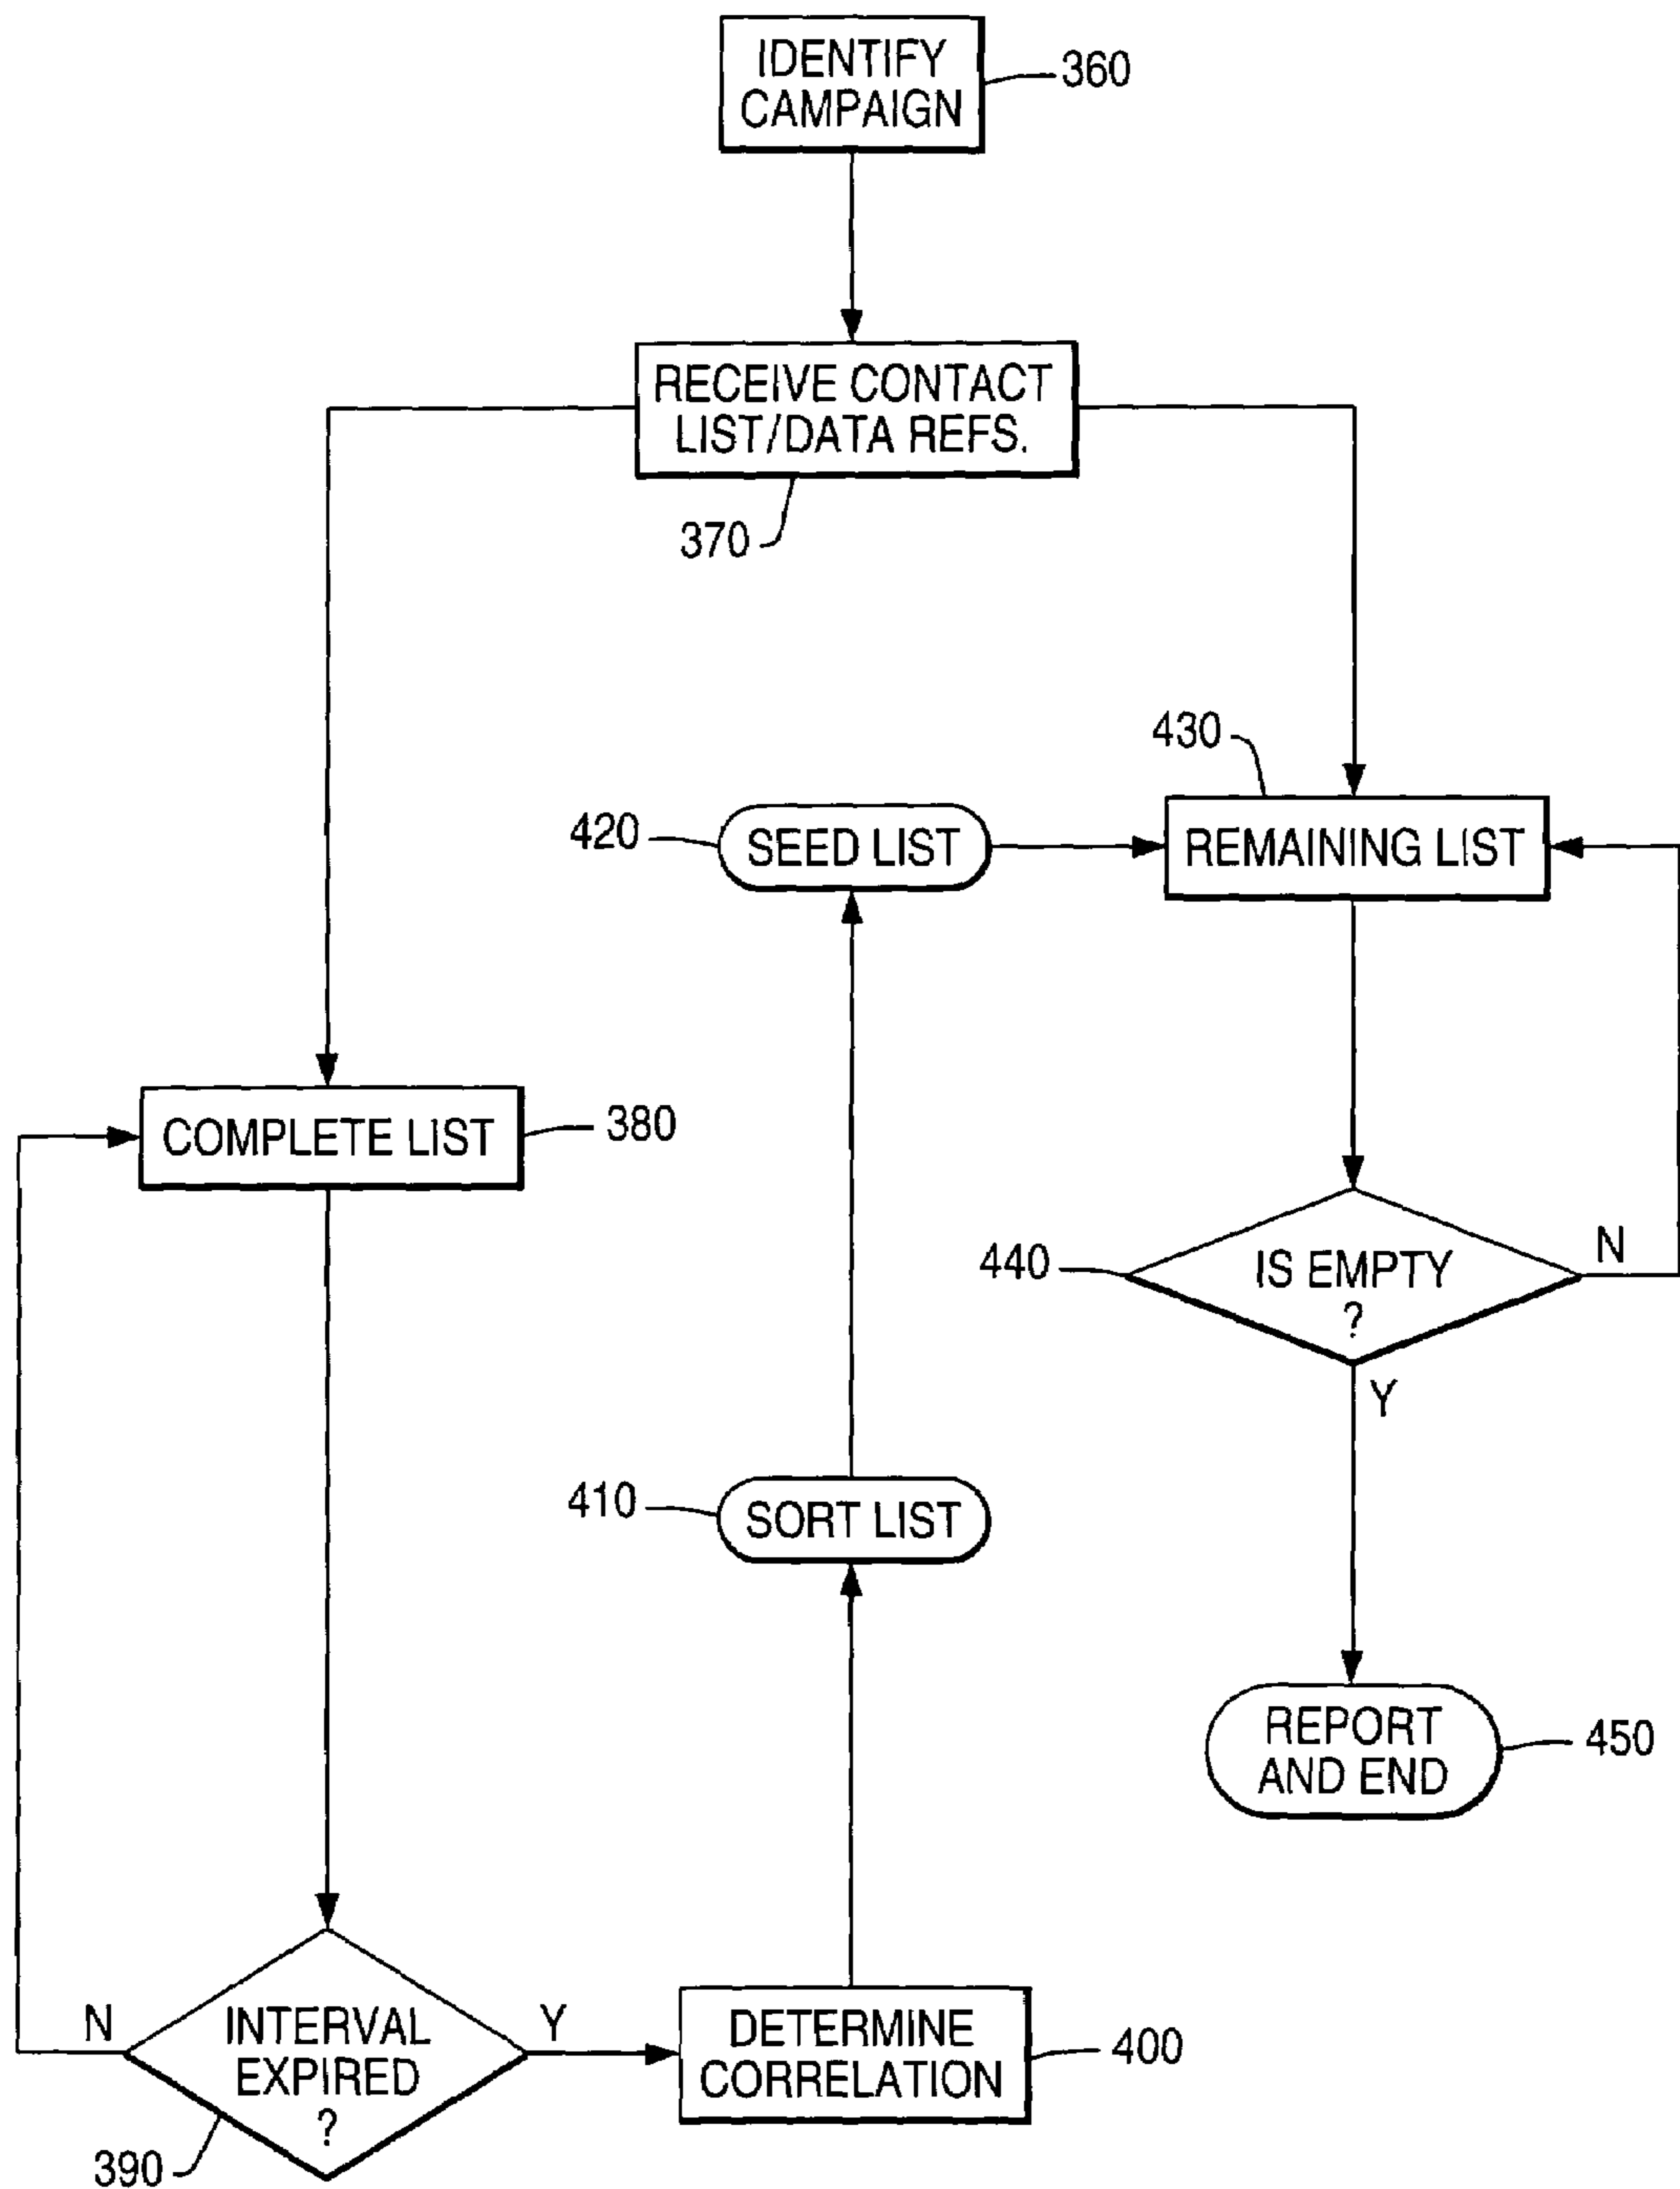 IDENTIFY
CAMPAIGN
360
RECEIVE CONTACT
LIST/DATA REFS.
370
430
420
SEED LIST
REMAINING LIST
COMPLETE LIST
380
440
IS EMPTY
?
N
Y
410
SORT LIST
REPORT
AND END
450
N
INTERVAL
EXPIRED
?
Y
390
DETERMINE
CORRELATION
400